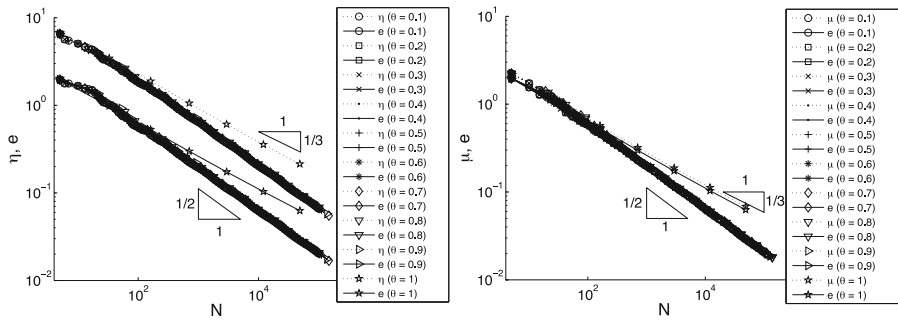 10^1
10^0
10^-1
10^-2
η, e
10^2
10^4
N
1
1/3
1/2
1
η (θ = 0.1)
e (θ = 0.1)
η (θ = 0.2)
e (θ = 0.2)
η (θ = 0.3)
e (θ = 0.3)
η (θ = 0.4)
e (θ = 0.4)
η (θ = 0.5)
e (θ = 0.5)
η (θ = 0.6)
e (θ = 0.6)
η (θ = 0.7)
e (θ = 0.7)
η (θ = 0.8)
e (θ = 0.8)
η (θ = 0.9)
e (θ = 0.9)
η (θ = 1)
e (θ = 1)
10^1
10^0
10^-1
10^-2
μ, e
10^2
10^4
N
1
1/3
1/2
1
μ (θ = 0.1)
e (θ = 0.1)
μ (θ = 0.2)
e (θ = 0.2)
μ (θ = 0.3)
e (θ = 0.3)
μ (θ = 0.4)
e (θ = 0.4)
μ (θ = 0.5)
e (θ = 0.5)
μ (θ = 0.6)
e (θ = 0.6)
μ (θ = 0.7)
e (θ = 0.7)
μ (θ = 0.8)
e (θ = 0.8)
μ (θ = 0.9)
e (θ = 0.9)
μ (θ = 1)
e (θ = 1)